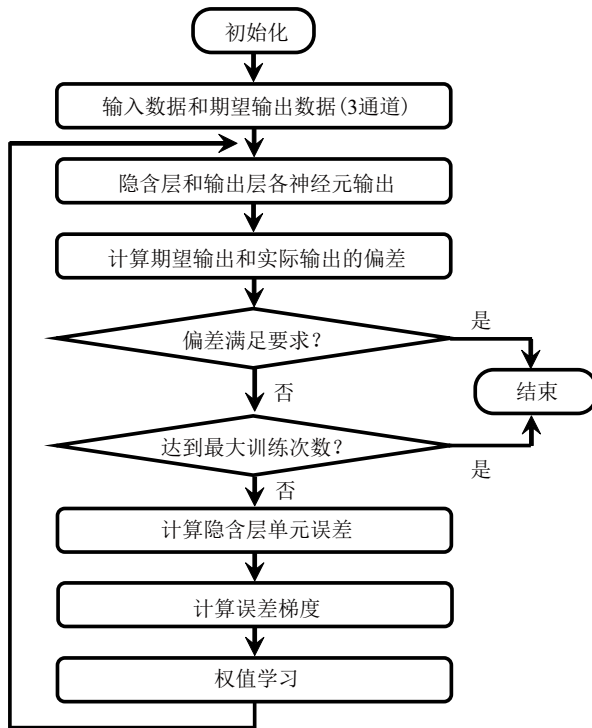 初始化
输入数据和期望输出数据(3通道)
隐含层和输出层各神经元输出
计算期望输出和实际输出的偏差
偏差满足要求?
是
否
结束
达到最大训练次数?
是
否
计算隐含层单元误差
计算误差梯度
权值学习